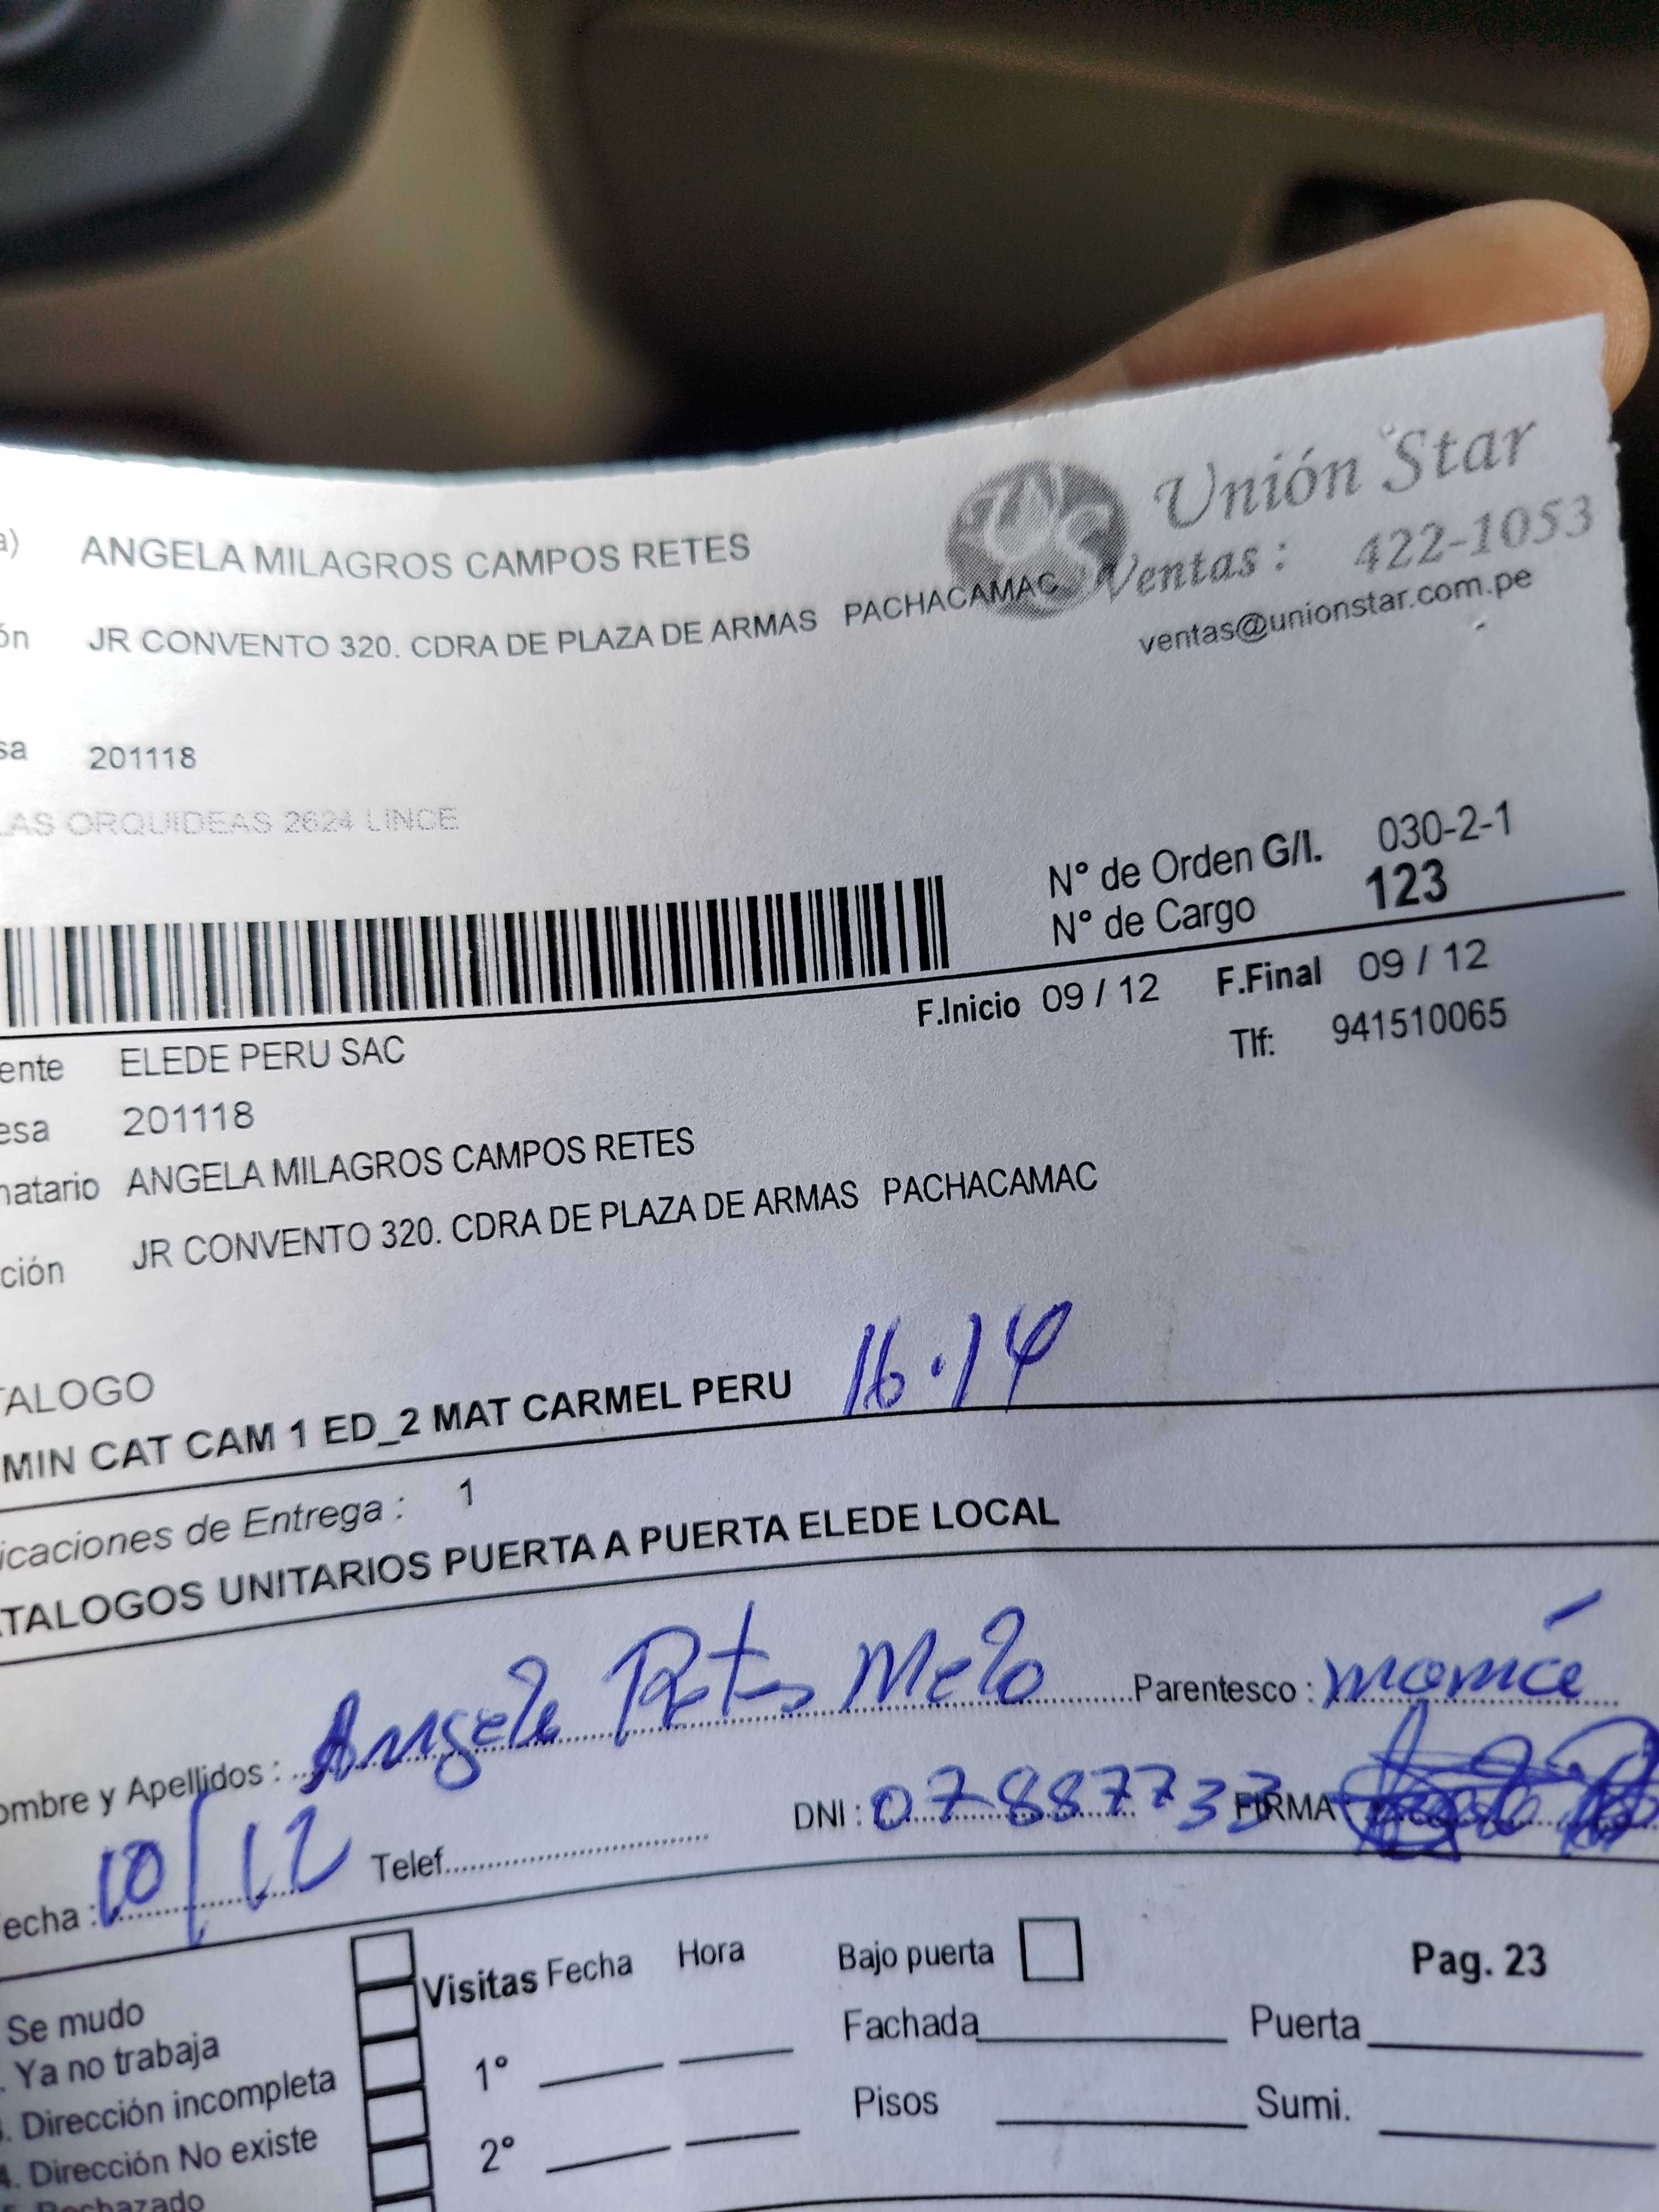 a) ANGELA MILAGROS CAMPOS RETES
Unión Star
Ventas : 422-1053
ventas@unionstar.com.pe
ón JR CONVENTO 320. CDRA DE PLAZA DE ARMAS PACHACAMAC
sa 201118
LAS ORQUIDEAS 2624 LINCE
N° de Orden G/I. 030-2-1
N° de Cargo 123
F.Inicio 09 / 12 F.Final 09 / 12
ente ELEDE PERU SAC
Tlf: 941510065
esa 201118
natario ANGELA MILAGROS CAMPOS RETES
ción JR CONVENTO 320. CDRA DE PLAZA DE ARMAS PACHACAMAC
TALOGO
MIN CAT CAM 1 ED_2 MAT CARMEL PERU 16.14
icaciones de Entrega : 1
TALOGOS UNITARIOS PUERTA A PUERTA ELEDE LOCAL
ombre y Apellidos : Angela Retes Melo Parentesco : mamá
echa : 10/12 Telef. DNI : 07887733 FIRMA
Visitas Fecha Hora Bajo puerta Pag. 23
Se mudo
. Ya no trabaja 1° Fachada Puerta
. Dirección incompleta
4. Dirección No existe 2° Pisos Sumi.
Rechazado